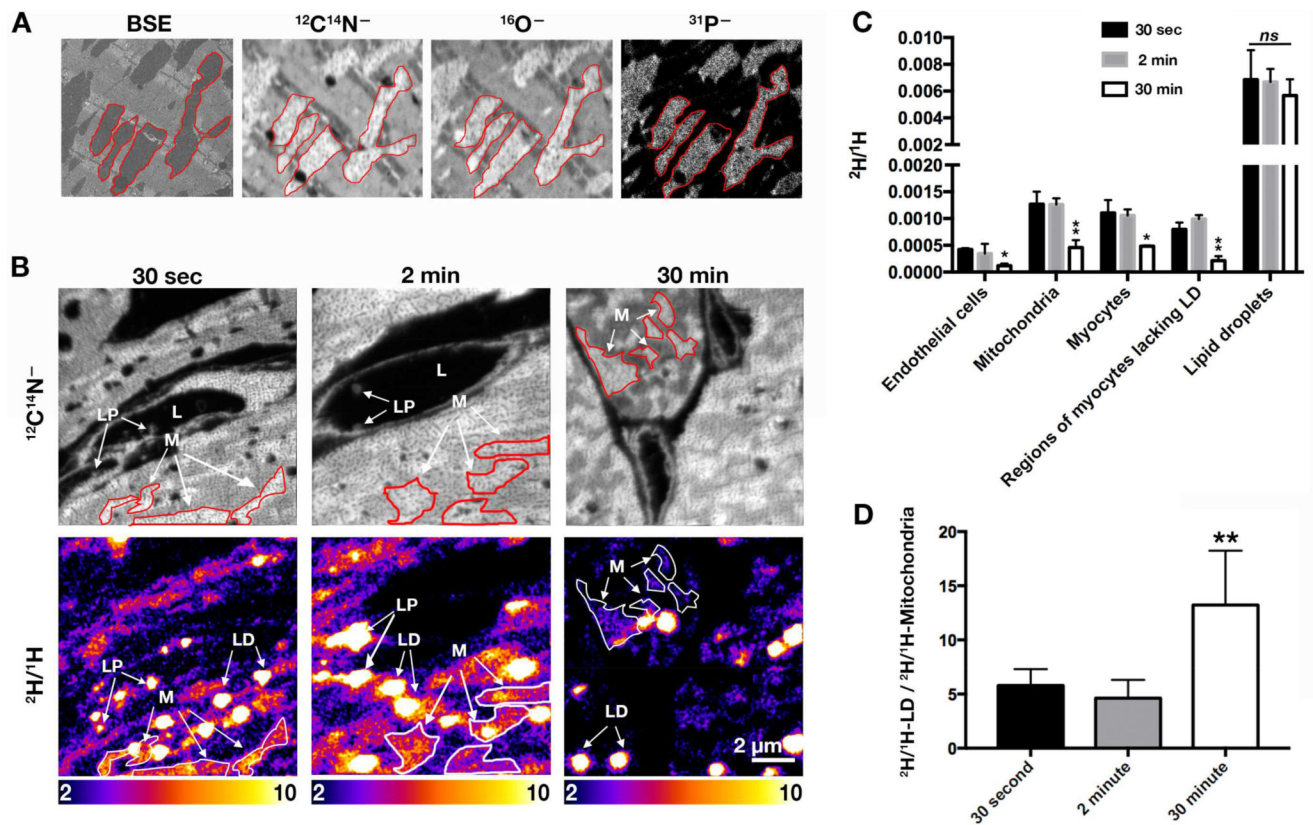 A
BSE
¹²C¹⁴N⁻
¹⁶O⁻
³¹P⁻
B
30 sec
2 min
30 min
¹²C¹⁴N⁻
LP
L
M
L
LP
M
M
²H/¹H
LP
LD
M
LP
LD
M
M
LD
2 µm
2
10
2
10
2
10
C
30 sec
2 min
30 min
ns
²H/¹H
0.010
0.008
0.006
0.004
0.002
0.0020
0.0015
0.0010
0.0005
0.0000
*
**
*
**
Endothelial cells
Mitochondria
Myocytes
Regions of myocytes lacking LD
Lipid droplets
D
²H/¹H-LD / ²H/¹H-Mitochondria
20
15
10
5
0
**
30 second
2 minute
30 minute